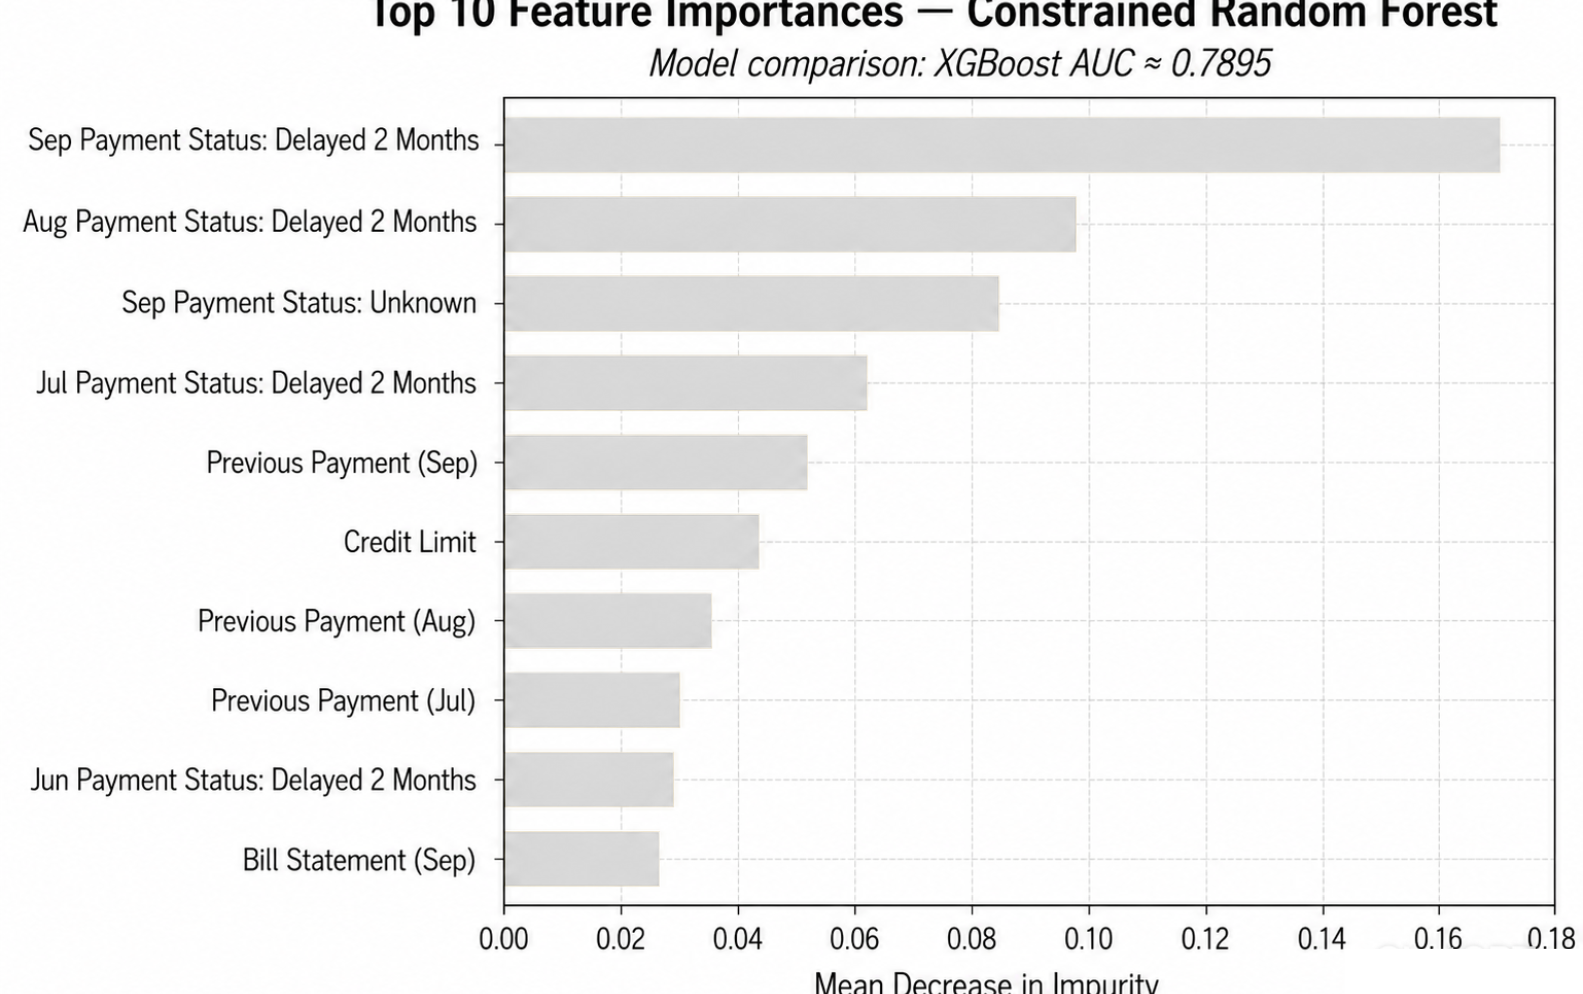 Top 10 Feature Importances — Constrained Random Forest
Model comparison: XGBoost AUC ≈ 0.7895
Sep Payment Status: Delayed 2 Months
Aug Payment Status: Delayed 2 Months
Sep Payment Status: Unknown
Jul Payment Status: Delayed 2 Months
Previous Payment (Sep)
Credit Limit
Previous Payment (Aug)
Previous Payment (Jul)
Jun Payment Status: Delayed 2 Months
Bill Statement (Sep)
0.00 0.02 0.04 0.06 0.08 0.10 0.12 0.14 0.16 0.18
Mean Decrease in Impurity